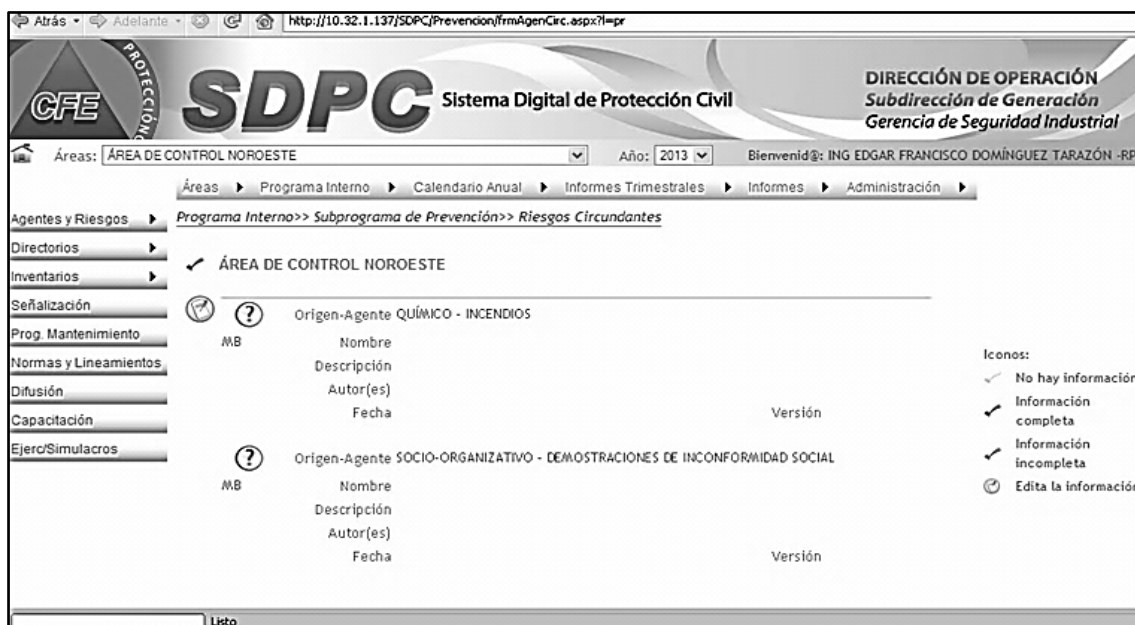 Atrás Adelante http://10.32.1.137/SDPC/Prevencion/frmAgenCirc.aspx?l=pr
PROTECCIÓN
CFE
SDPC Sistema Digital de Protección Civil
DIRECCIÓN DE OPERACIÓN
Subdirección de Generación
Gerencia de Seguridad Industrial
Áreas: ÁREA DE CONTROL NOROESTE Año: 2013 Bienvenid@: ING EDGAR FRANCISCO DOMÍNGUEZ TARAZÓN -RP
Áreas Programa Interno Calendario Anual Informes Trimestrales Informes Administración
Agentes y Riesgos
Directorios
Inventarios
Señalización
Prog. Mantenimiento
Normas y Lineamientos
Difusión
Capacitación
Ejerc/Simulacros
Programa Interno>> Subprograma de Prevención>> Riesgos Circundantes
ÁREA DE CONTROL NOROESTE
? Origen-Agente QUÍMICO - INCENDIOS
MB Nombre
Descripción
Autor(es)
Fecha Versión
? Origen-Agente SOCIO-ORGANIZATIVO - DEMOSTRACIONES DE INCONFORMIDAD SOCIAL
MB Nombre
Descripción
Autor(es)
Fecha Versión
Iconos:
No hay información
Información
completa
Información
incompleta
Edita la información
Listo